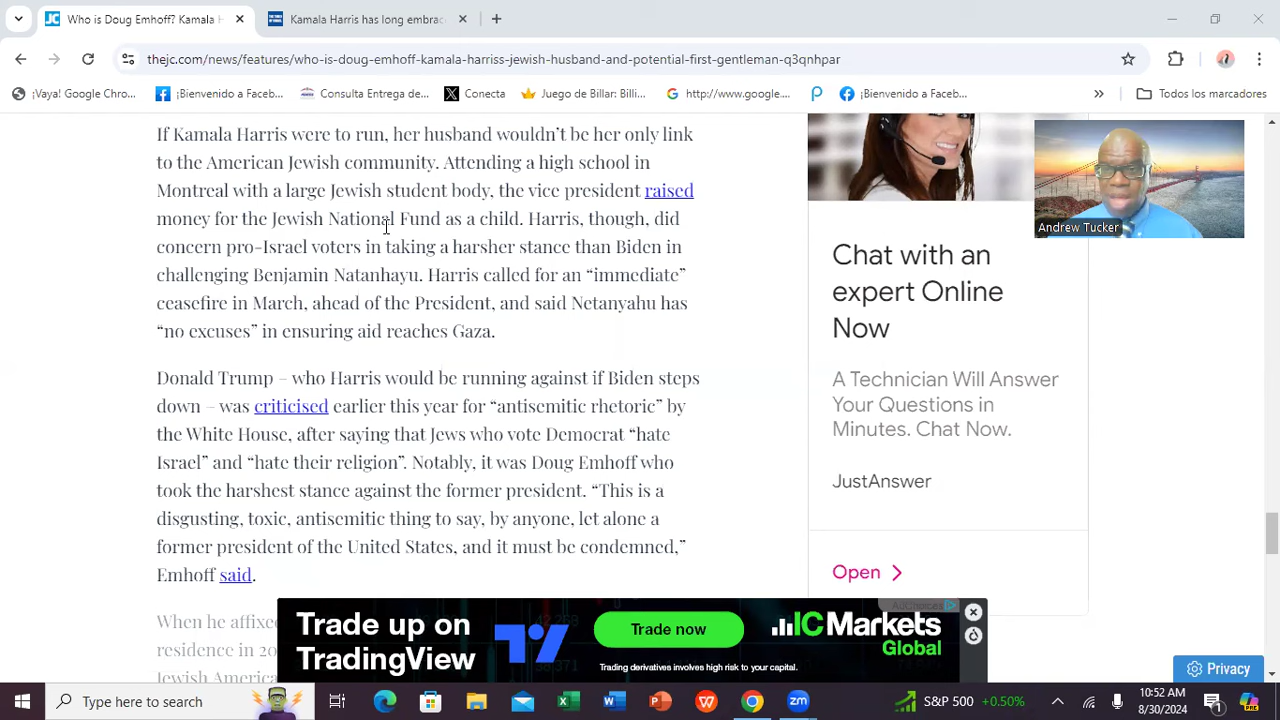 Who is Doug Emhoff? Kamala H
Kamala Harris has long embrac
thejc.com/news/features/who-is-doug-emhoff-kamala-harriss-jewish-husband-and-potential-first-gentleman-q3qnhpar
¡Vaya! Google Chro... ¡Bienvenido a Faceb... Consulta Entrega de... Conecta Juego de Billar: Billi... http://www.google.... ¡Bienvenido a Faceb... » Todos los marcadores
If Kamala Harris were to run, her husband wouldn't be her only link
to the American Jewish community. Attending a high school in
Montreal with a large Jewish student body, the vice president raised
money for the Jewish National Fund as a child. Harris, though, did
concern pro-Israel voters in taking a harsher stance than Biden in
challenging Benjamin Natanhayu. Harris called for an “immediate”
ceasefire in March, ahead of the President, and said Netanyahu has
“no excuses” in ensuring aid reaches Gaza.
Donald Trump – who Harris would be running against if Biden steps
down – was criticised earlier this year for “antisemitic rhetoric” by
the White House, after saying that Jews who vote Democrat “hate
Israel” and “hate their religion”. Notably, it was Doug Emhoff who
took the harshest stance against the former president. “This is a
disgusting, toxic, antisemitic thing to say, by anyone, let alone a
former president of the United States, and it must be condemned,”
Emhoff said.
When he affixe
residence in 20
Jewish America
Andrew Tucker
Chat with an
expert Online
Now
A Technician Will Answer
Your Questions in
Minutes. Chat Now.
JustAnswer
Open
AdChoices
Trade up on
TradingView
Trade now
ICMarkets
Global
Trading derivatives involves high risk to your capital.
Privacy
Type here to search
S&P 500 +0.50%
10:52 AM
8/30/2024